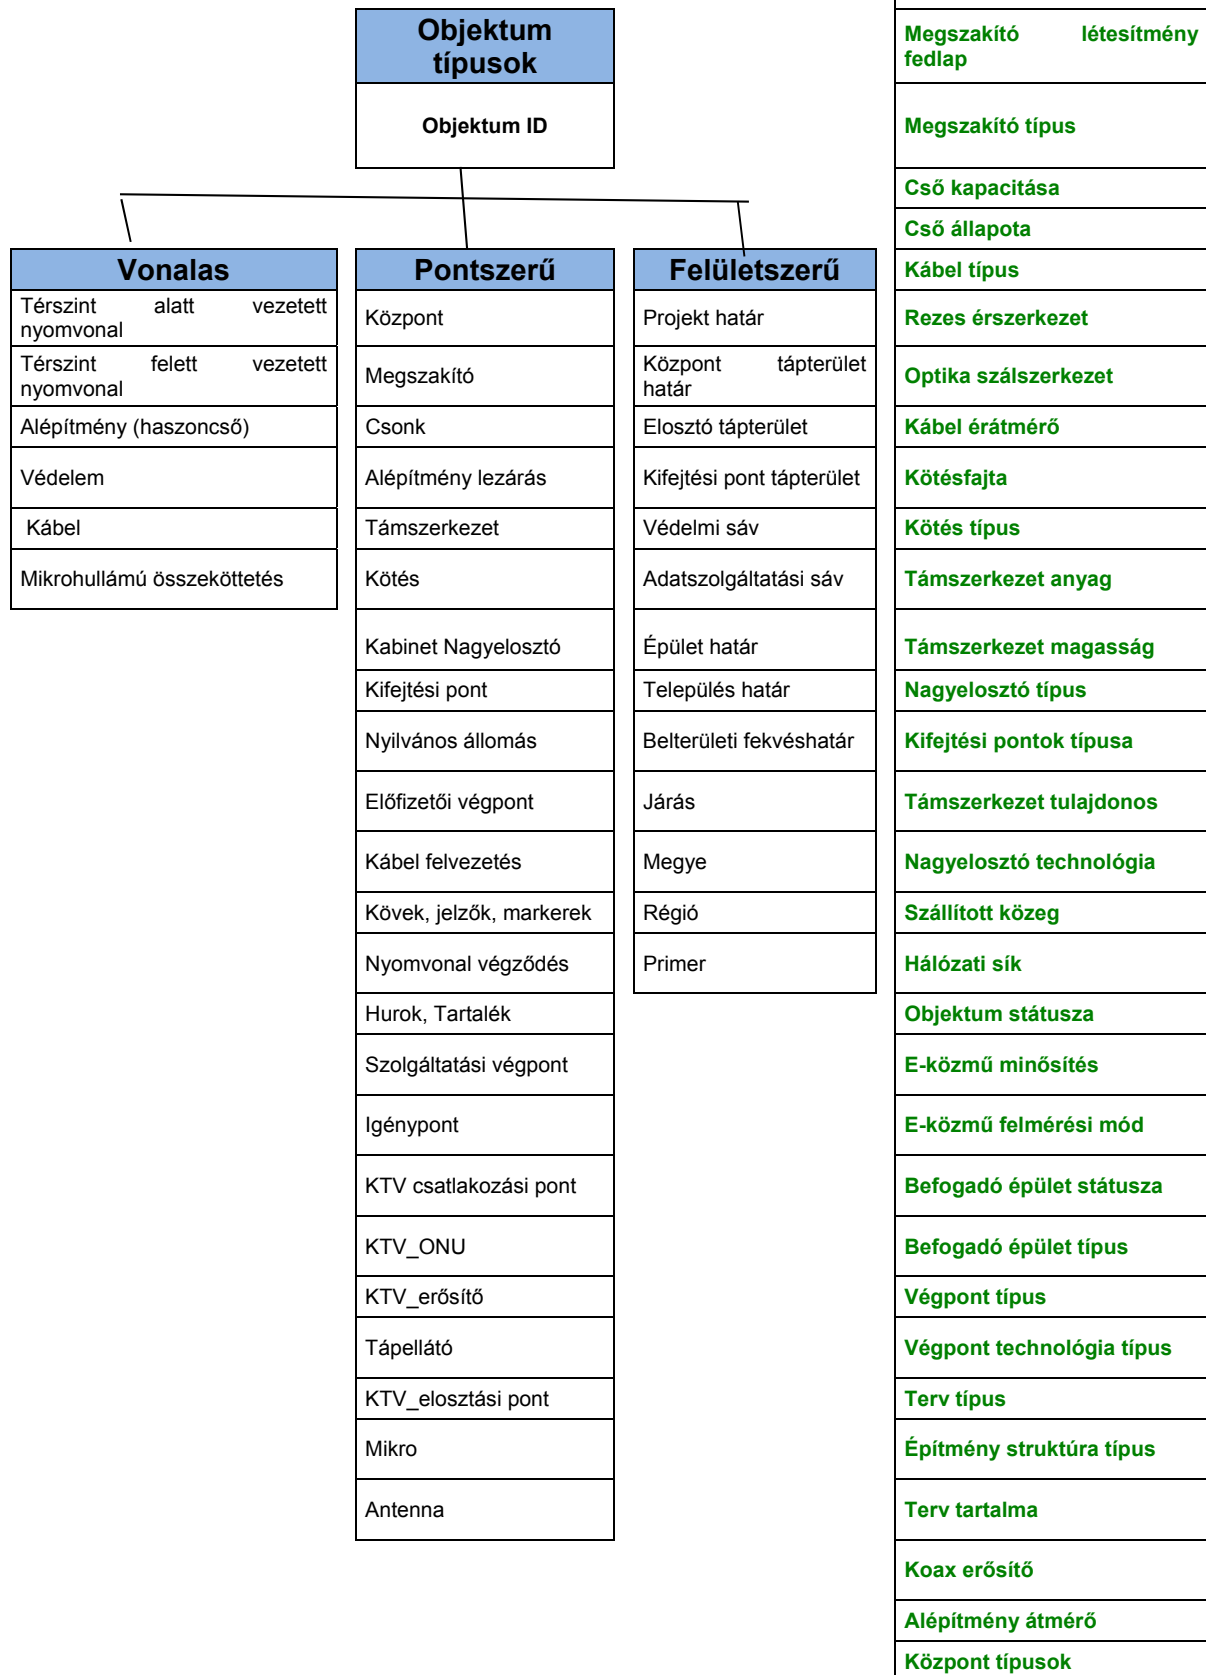 Objektum
típusok
Objektum ID
Vonalas
Térszint alatt vezetett
nyomvonal
Térszint felett vezetett
nyomvonal
Alépítmény (haszoncső)
Védelem
Kábel
Mikrohullámú összeköttetés
Pontszerű
Központ
Megszakító
Csonk
Alépítmény lezárás
Támszerkezet
Kötés
Kabinet Nagyelosztó
Kifejtési pont
Nyilvános állomás
Előfizetői végpont
Kábel felvezetés
Kövek, jelzők, markerek
Nyomvonal végződés
Hurok, Tartalék
Szolgáltatási végpont
Igénypont
KTV csatlakozási pont
KTV_ONU
KTV_erősítő
Tápellátó
KTV_elosztási pont
Mikro
Antenna
Felületszerű
Projekt határ
Központ tápterület
határ
Elosztó tápterület
Kifejtési pont tápterület
Védelmi sáv
Adatszolgáltatási sáv
Épület határ
Település határ
Belterületi fekvéshatár
Járás
Megye
Régió
Primer
Megszakító létesítmény
fedlap
Megszakító típus
Cső kapacitása
Cső állapota
Kábel típus
Rezes érszerkezet
Optika szálszerkezet
Kábel érátmérő
Kötésfajta
Kötés típus
Támszerkezet anyag
Támszerkezet magasság
Nagyelosztó típus
Kifejtési pontok típusa
Támszerkezet tulajdonos
Nagyelosztó technológia
Szállított közeg
Hálózati sík
Objektum státusza
E-közmű minősítés
E-közmű felmérési mód
Befogadó épület státusza
Befogadó épület típus
Végpont típus
Végpont technológia típus
Terv típus
Építmény struktúra típus
Terv tartalma
Koax erősítő
Alépítmény átmérő
Központ típusok